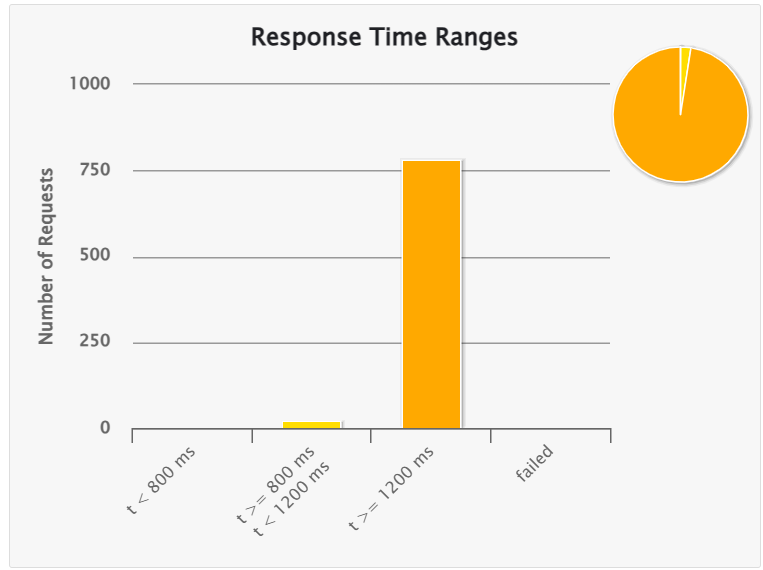 Response Time Ranges
Number of Requests
1000
750
500
250
0
t < 800 ms
t >= 800 ms
t < 1200 ms
t >= 1200 ms
failed